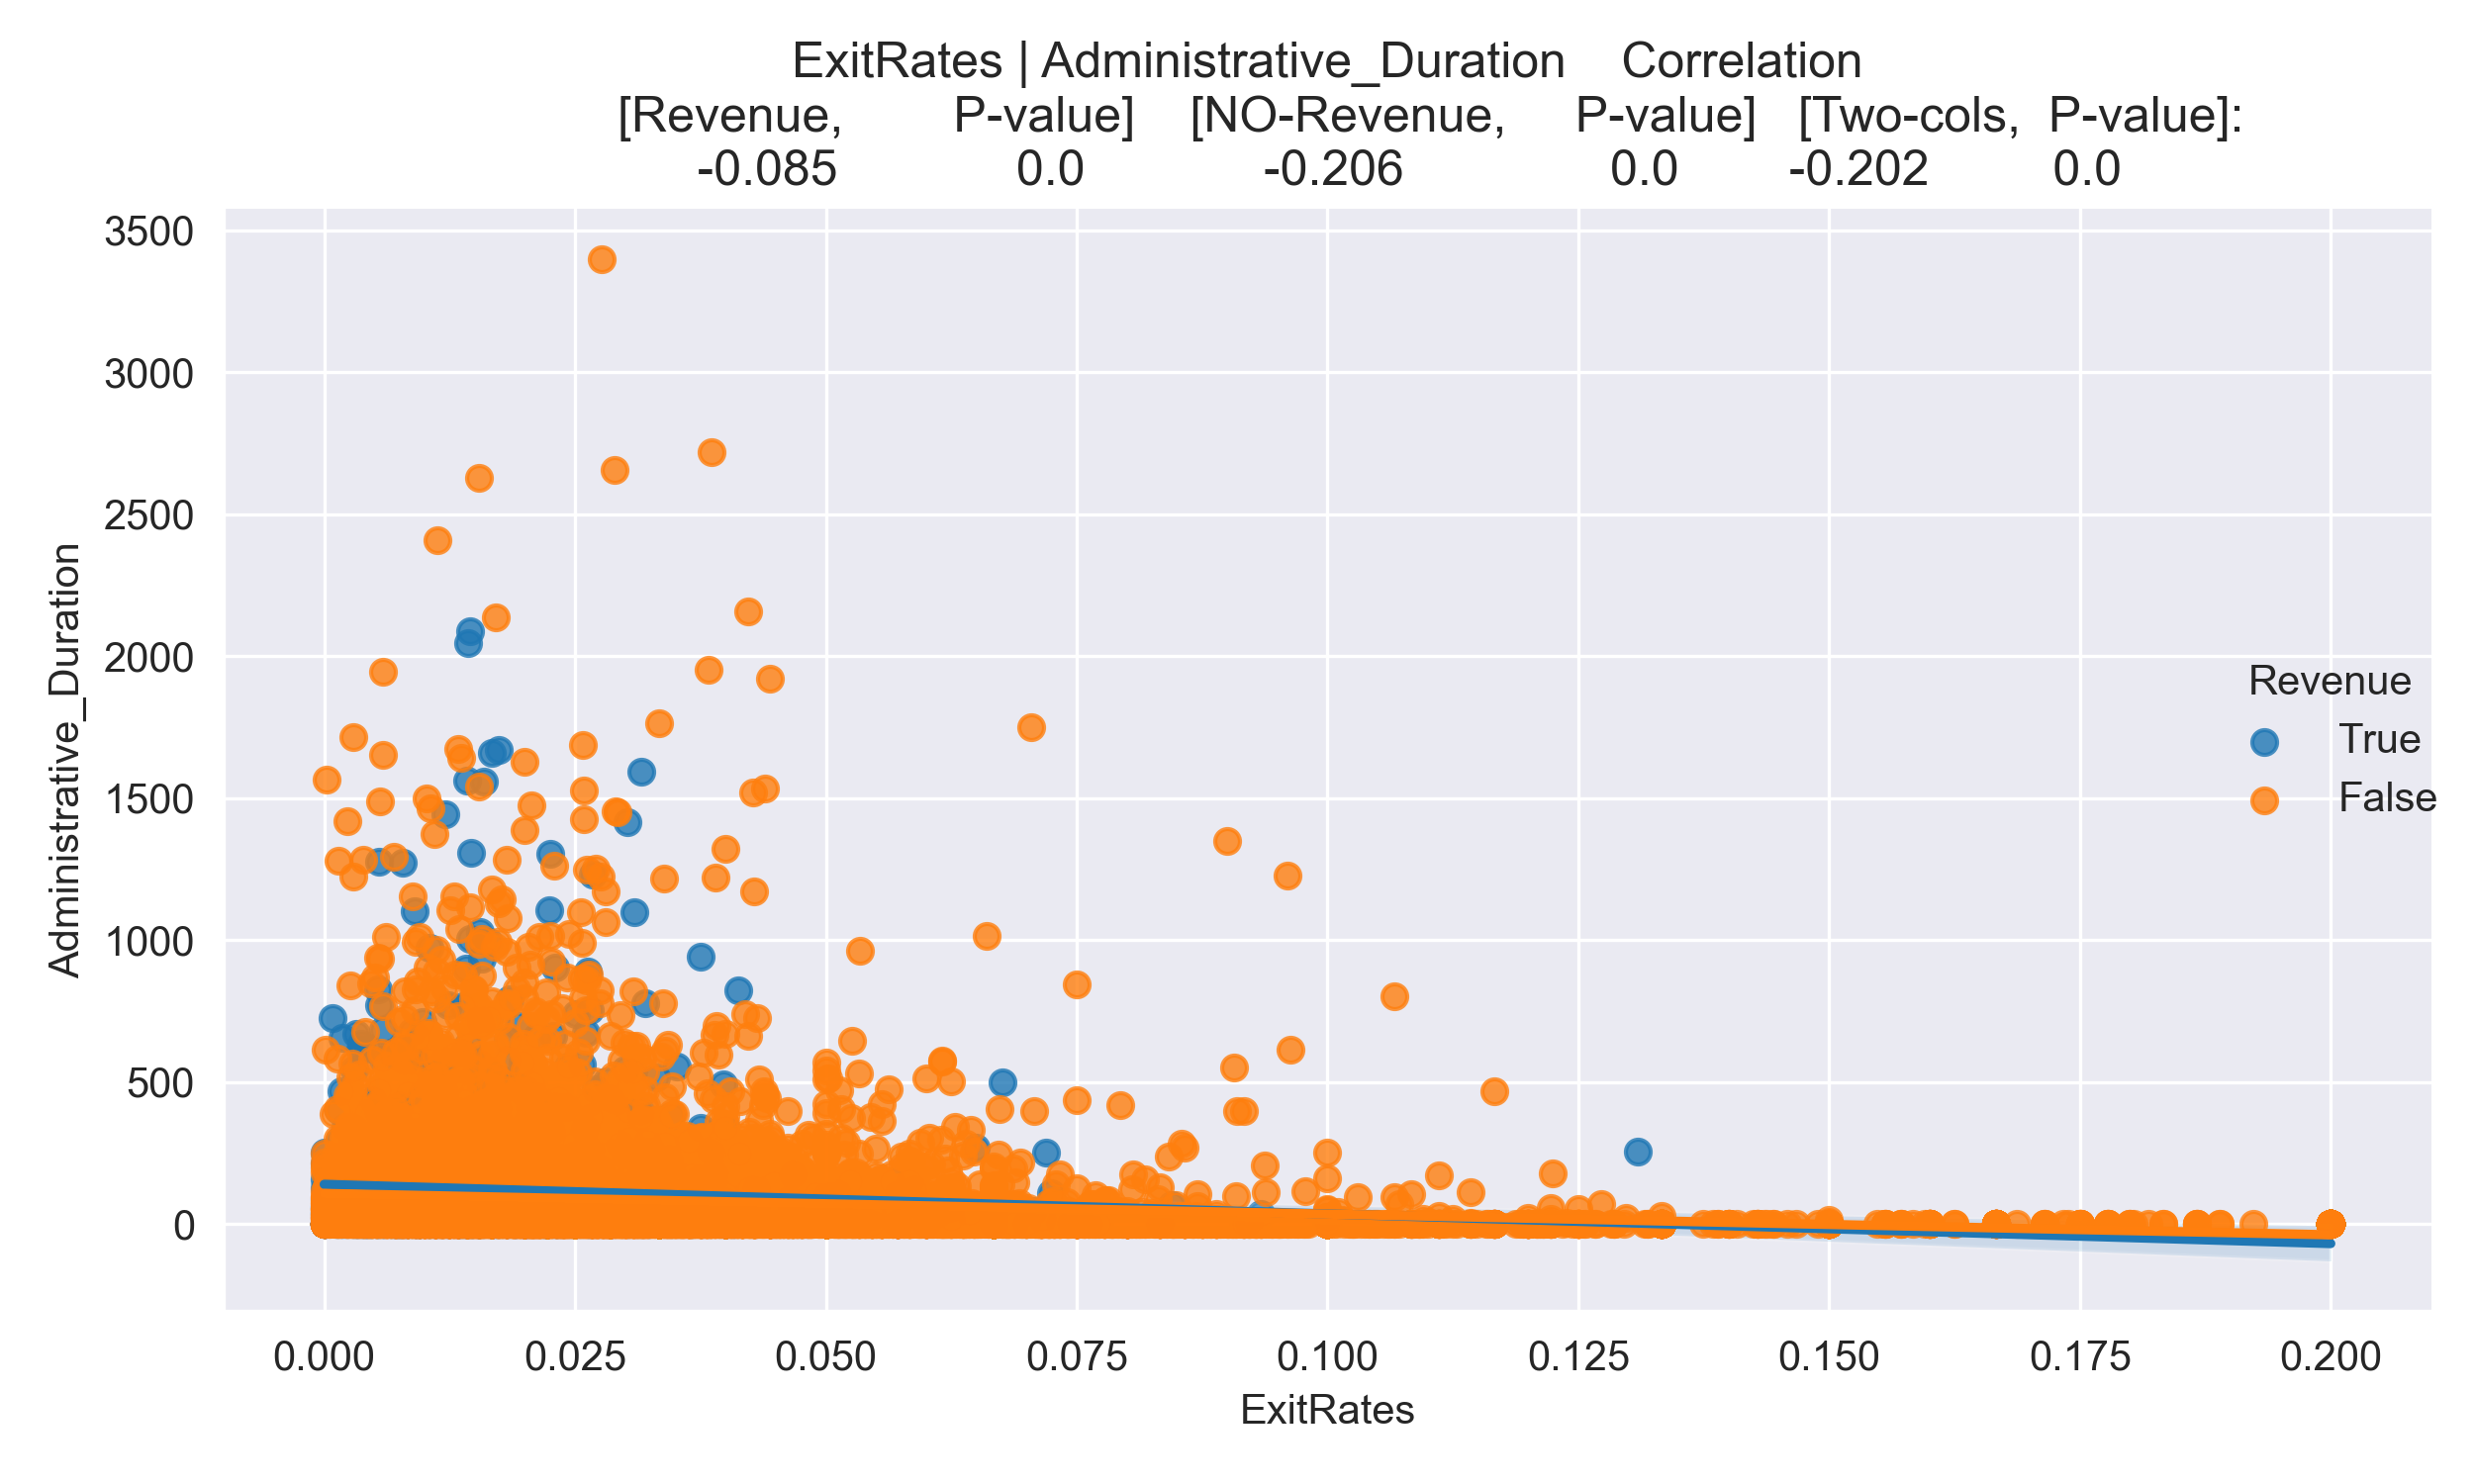 ExitRates | Administrative_Duration    Correlation
[Revenue,        P-value]    [NO-Revenue,     P-value]   [Two-cols,  P-value]:
-0.085             0.0             -0.206               0.0        -0.202         0.0
3500
3000
2500
2000
1500
1000
500
0
Administrative_Duration
Revenue
True
False
0.000 0.025 0.050 0.075 0.100 0.125 0.150 0.175 0.200
ExitRates